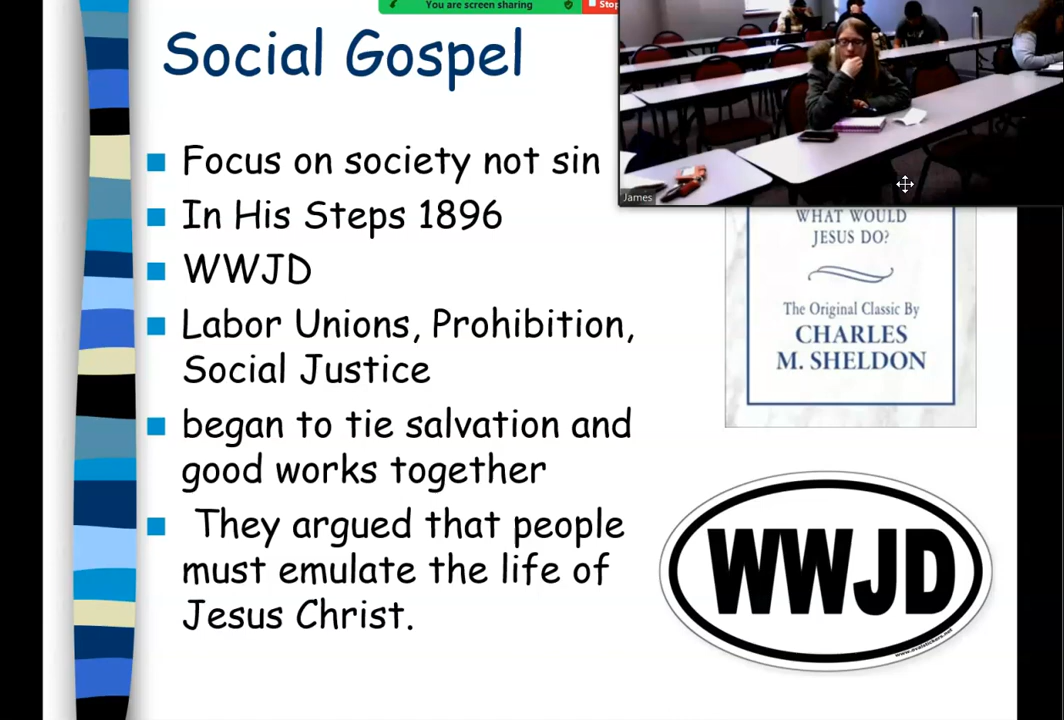 You are screen sharing
Stop
Social Gospel
James
Focus on society not sin
In His Steps 1896
WWJD
Labor Unions, Prohibition,
Social Justice
began to tie salvation and
good works together
They argued that people
must emulate the life of
Jesus Christ.
WHAT WOULD
JESUS DO?
The Original Classic By
CHARLES
M. SHELDON
WWJD